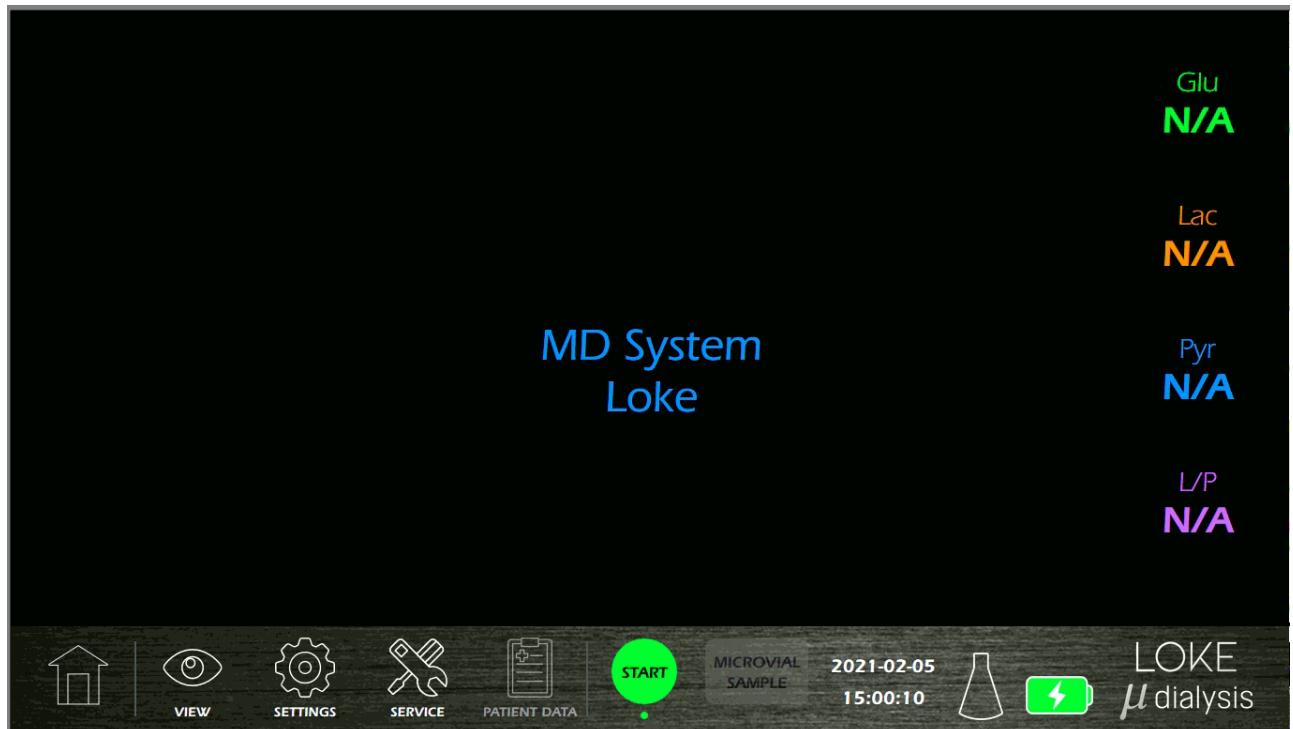 Glu
N/A
Lac
N/A
MD System
Loke
Pyr
N/A
L/P
N/A
VIEW
SETTINGS
SERVICE
PATIENT DATA
START
MICROVIAL
SAMPLE
2021-02-05
15:00:10
LOKE
μ dialysis